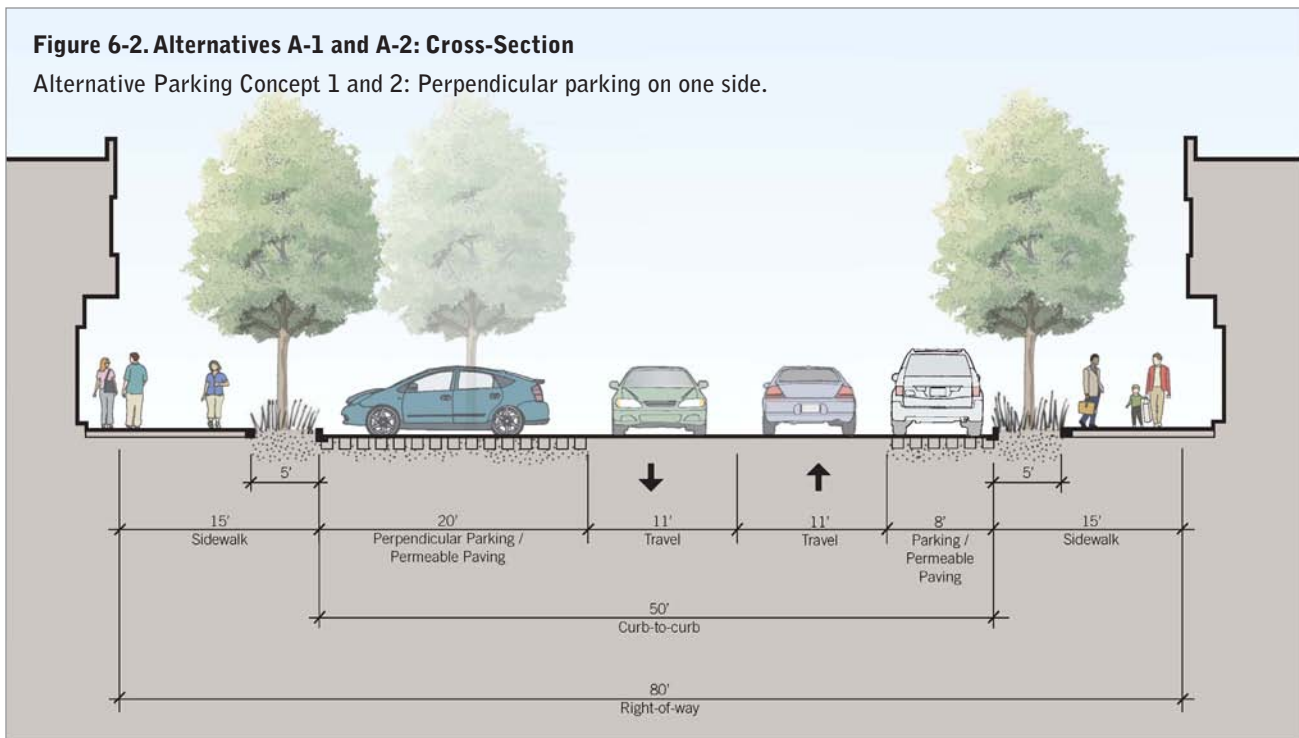 Figure 6-2. Alternatives A-1 and A-2: Cross-Section
Alternative Parking Concept 1 and 2: Perpendicular parking on one side.
5'
5'
15'
Sidewalk
20'
Perpendicular Parking /
Permeable Paving
11'
Travel
11'
Travel
8'
Parking /
Permeable
Paving
15'
Sidewalk
50'
Curb-to-curb
80'
Right-of-way